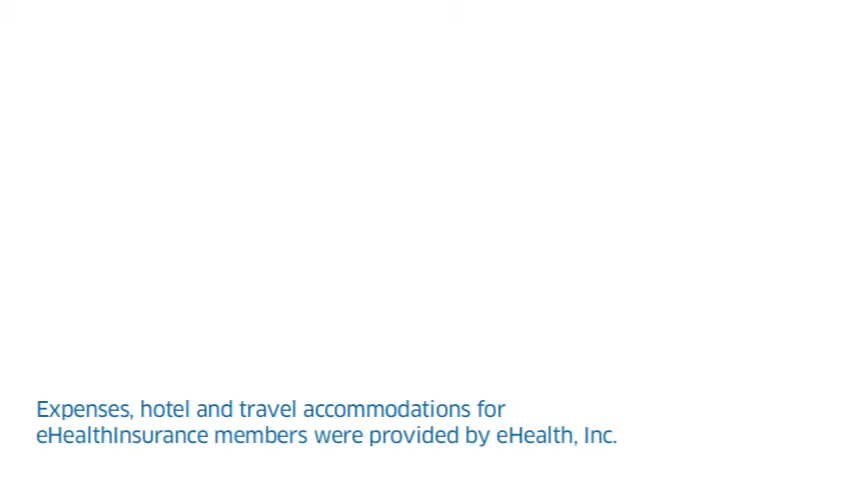 Expenses, hotel and travel accommodations for
eHealthInsurance members were provided by eHealth, Inc.